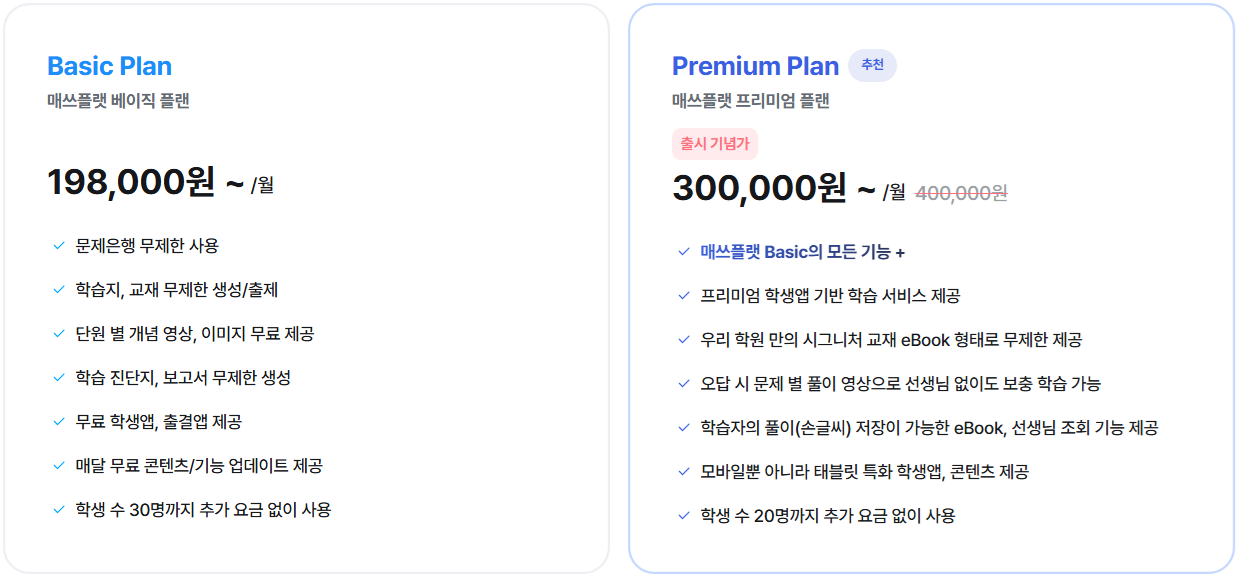 Basic Plan
매쓰플랫 베이직 플랜
198,000원 ~ /월
문제은행 무제한 사용
학습지, 교재 무제한 생성/출제
단원 별 개념 영상, 이미지 무료 제공
학습 진단지, 보고서 무제한 생성
무료 학생앱, 출결앱 제공
매달 무료 콘텐츠/기능 업데이트 제공
학생 수 30명까지 추가 요금 없이 사용
Premium Plan 추천
매쓰플랫 프리미엄 플랜
출시 기념가
300,000원 ~ /월 400,000원
매쓰플랫 Basic의 모든 기능 +
프리미엄 학생앱 기반 학습 서비스 제공
우리 학원 만의 시그니처 교재 eBook 형태로 무제한 제공
오답 시 문제 별 풀이 영상으로 선생님 없이도 보충 학습 가능
학습자의 풀이(손글씨) 저장이 가능한 eBook, 선생님 조회 기능 제공
모바일뿐 아니라 태블릿 특화 학생앱, 콘텐츠 제공
학생 수 20명까지 추가 요금 없이 사용